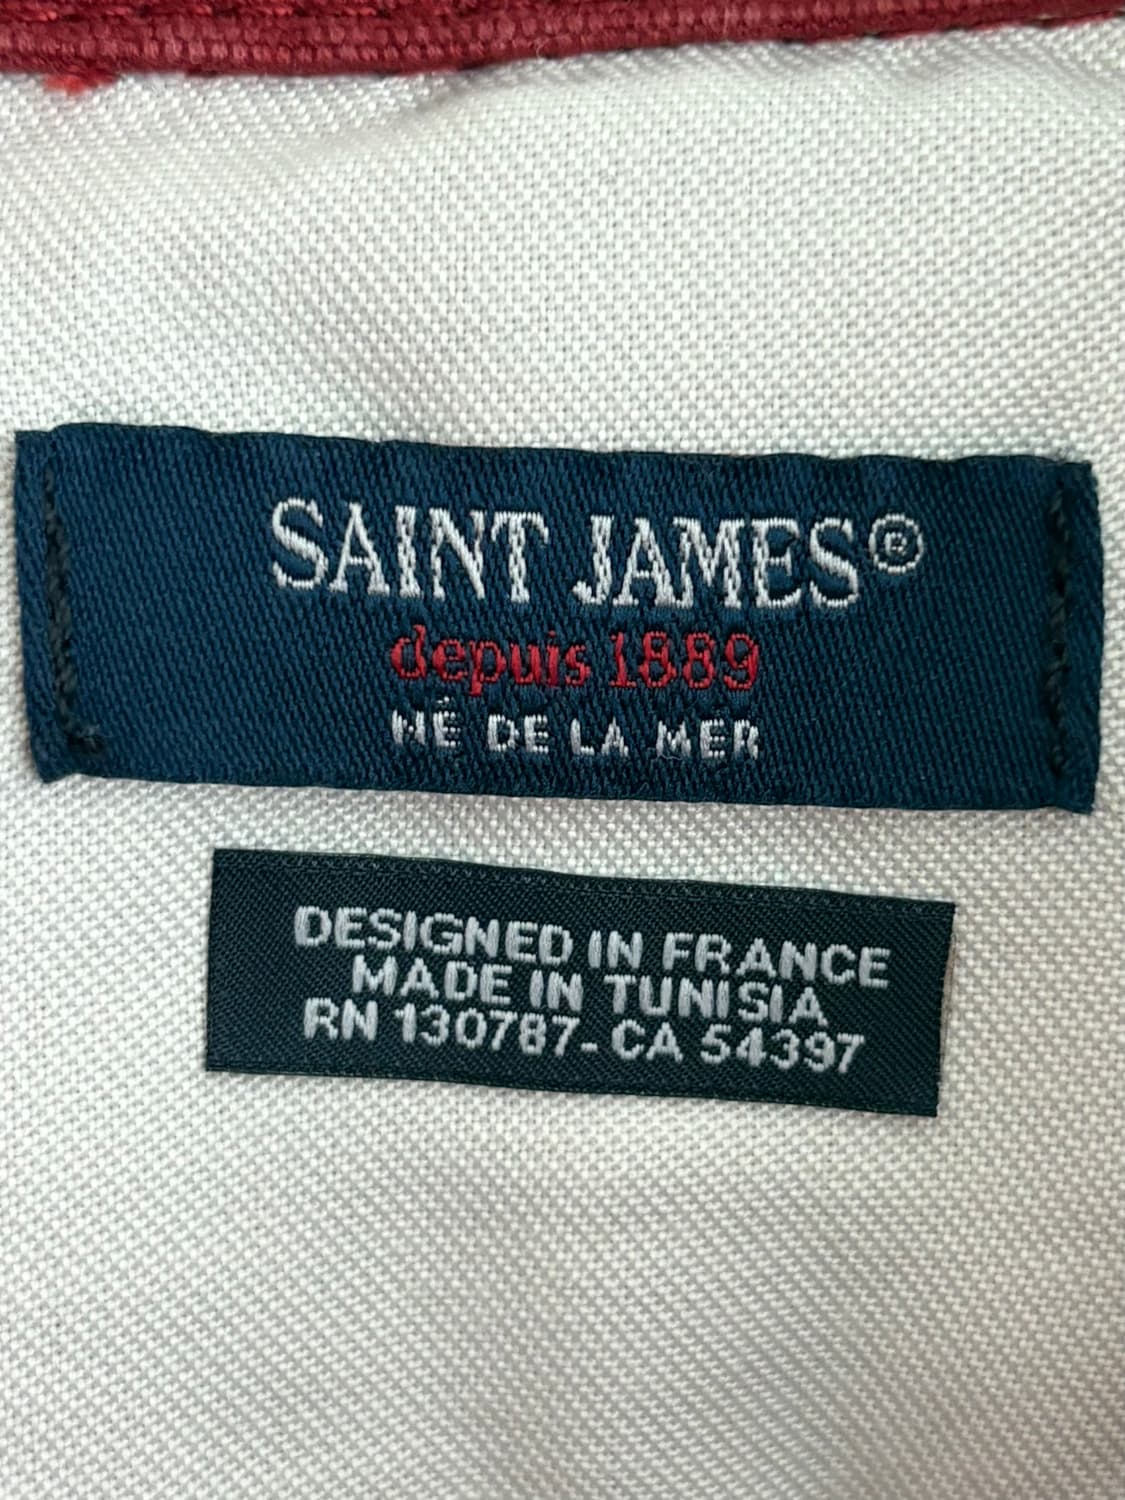 SAINT JAMES®
depuis 1889
NÉ DE LA MER
DESIGNED IN FRANCE
MADE IN TUNISIA
RN 130787-CA 54397